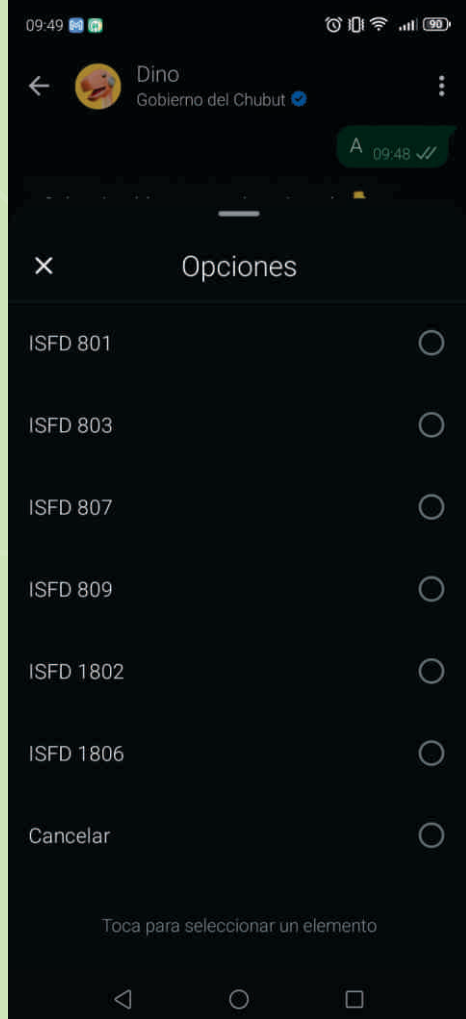 09:49
90
Dino
Gobierno del Chubut
A 09:48
Opciones
ISFD 801
ISFD 803
ISFD 807
ISFD 809
ISFD 1802
ISFD 1806
Cancelar
Toca para seleccionar un elemento